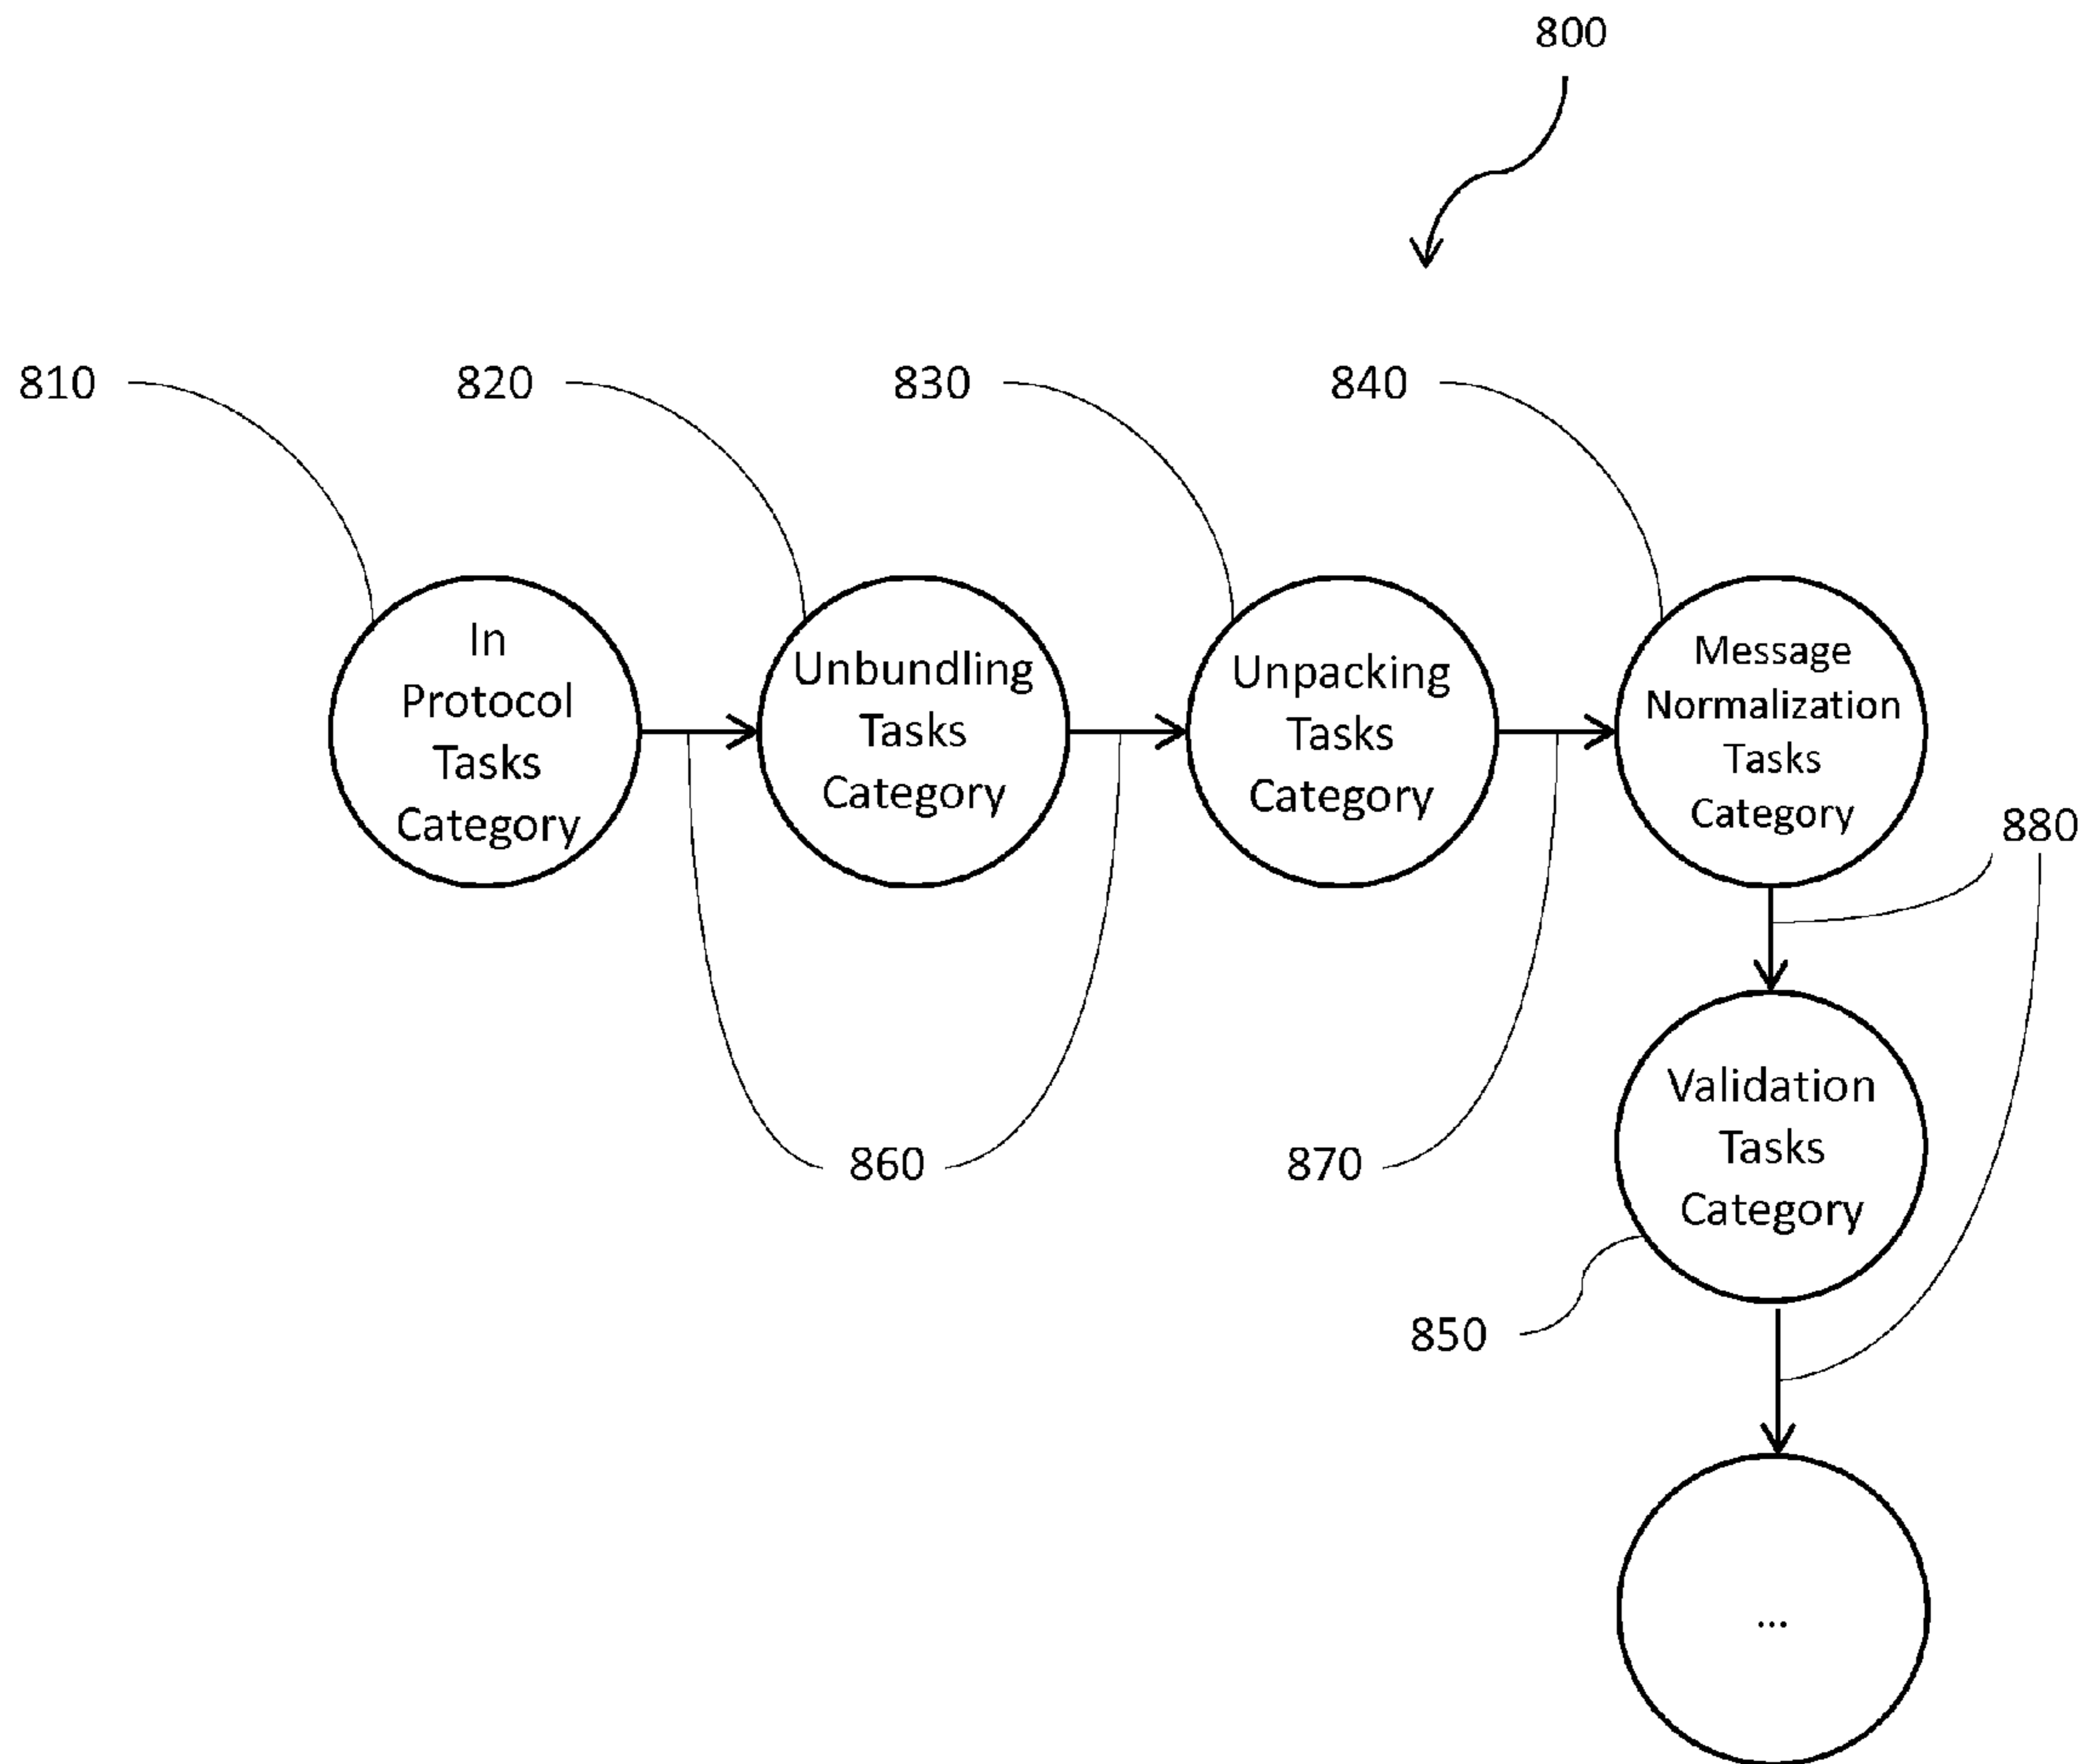 800
810
820
830
840
In
Protocol
Tasks
Category
Unbundling
Tasks
Category
Unpacking
Tasks
Category
Message
Normalization
Tasks
Category
880
Validation
Tasks
Category
860
870
850
...